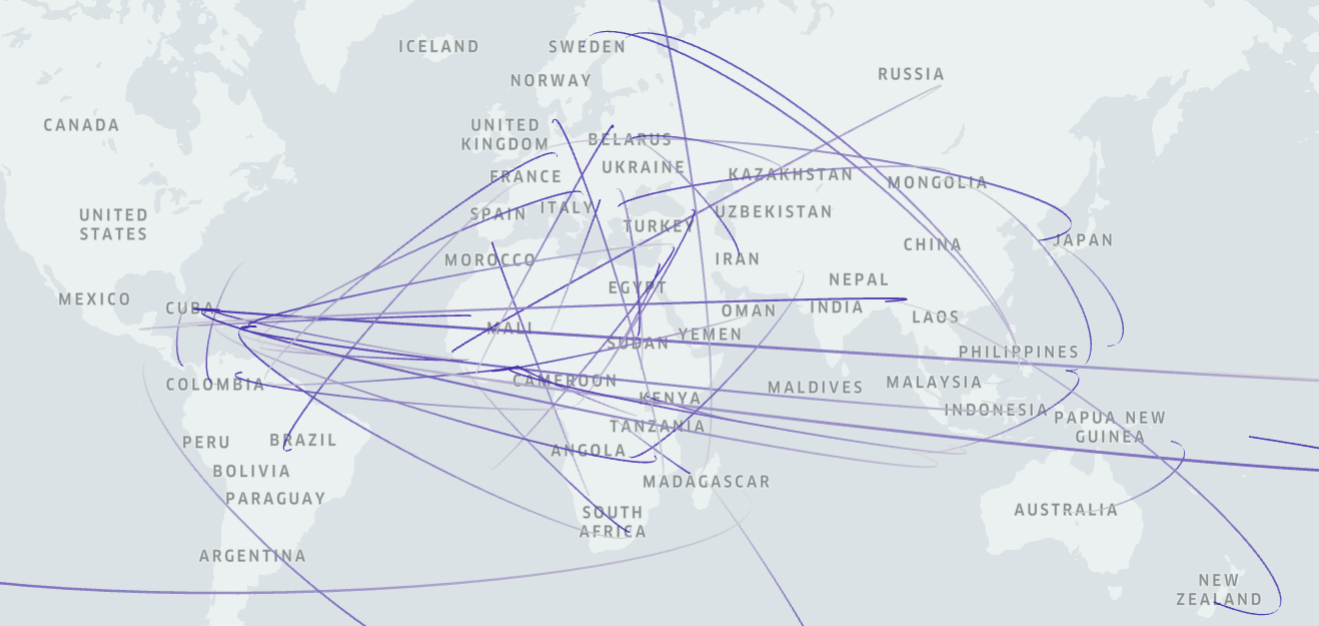 ICELAND
SWEDEN
NORWAY
RUSSIA
CANADA
UNITED
KINGDOM
BELARUS
UKRAINE
FRANCE
KAZAKHSTAN
MONGOLIA
UNITED
STATES
SPAIN
ITALY
TURKEY
UZBEKISTAN
CHINA
JAPAN
MOROCCO
IRAN
MEXICO
CUBA
EGYPT
NEPAL
OMAN
INDIA
LAOS
MALI
SUDAN
YEMEN
PHILIPPINES
COLOMBIA
CAMEROON
KENYA
MALDIVES
MALAYSIA
INDONESIA
PAPUA NEW
GUINEA
TANZANIA
PERU
BRAZIL
ANGOLA
BOLIVIA
MADAGASCAR
PARAGUAY
SOUTH
AFRICA
AUSTRALIA
ARGENTINA
NEW
ZEALAND